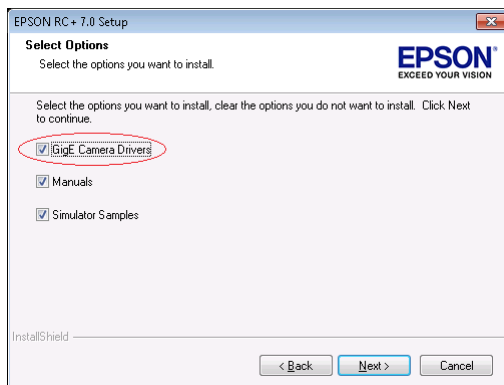 EPSON RC+ 7.0 Setup
Select Options
Select the options you want to install.
EPSON®
EXCEED YOUR VISION
Select the options you want to install, clear the options you do not want to install. Click Next
to continue.
GigE Camera Drivers
Manuals
Simulator Samples
InstallShield
< Back
Next >
Cancel